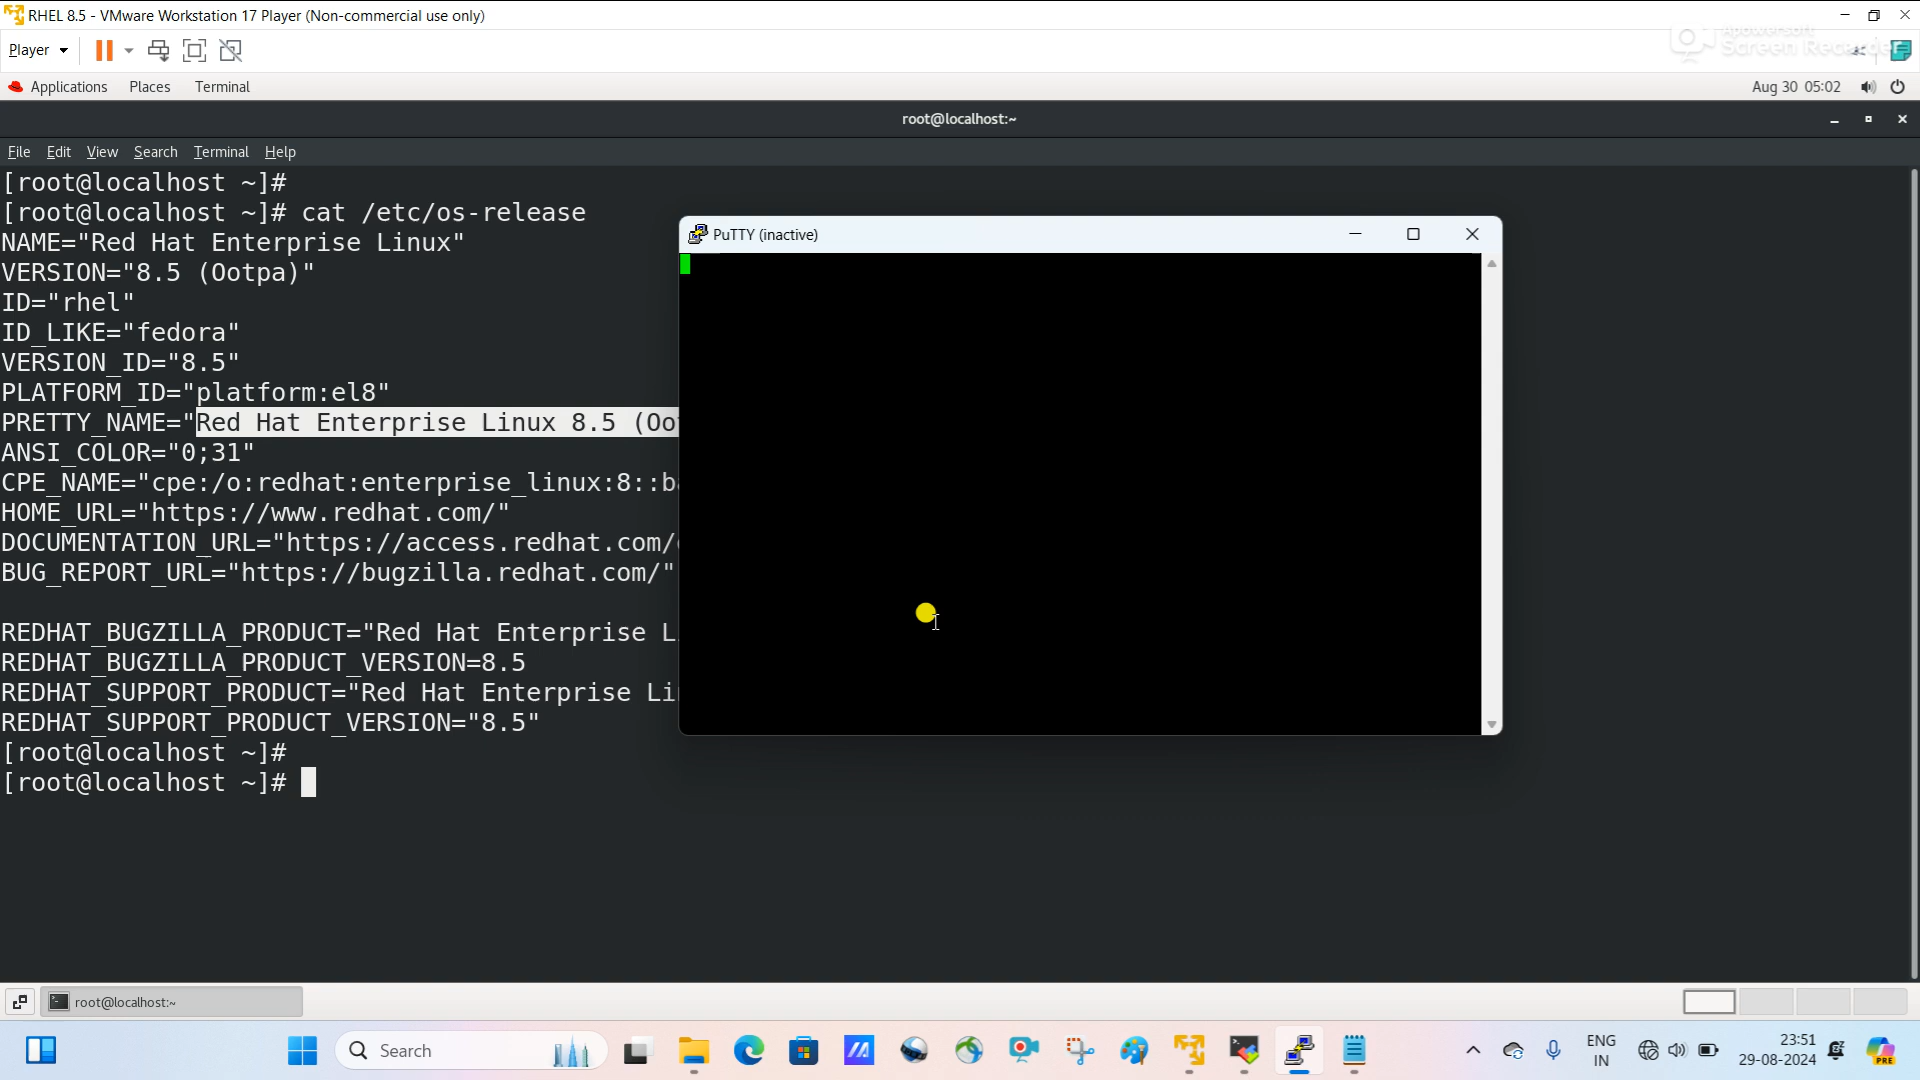 RHEL 8.5 - VMware Workstation 17 Player (Non-commercial use only)
Player
Apowersoft
Screen Recorder
Applications Places Terminal Aug 30 05:02
root@localhost:~
File Edit View Search Terminal Help
[root@localhost ~]#
[root@localhost ~]# cat /etc/os-release
NAME="Red Hat Enterprise Linux"
VERSION="8.5 (Ootpa)"
ID="rhel"
ID_LIKE="fedora"
VERSION_ID="8.5"
PLATFORM_ID="platform:el8"
PRETTY_NAME="Red Hat Enterprise Linux 8.5 (Oo
ANSI_COLOR="0;31"
CPE_NAME="cpe:/o:redhat:enterprise_linux:8::b
HOME_URL="https://www.redhat.com/"
DOCUMENTATION_URL="https://access.redhat.com/
BUG_REPORT_URL="https://bugzilla.redhat.com/"
REDHAT_BUGZILLA_PRODUCT="Red Hat Enterprise L
REDHAT_BUGZILLA_PRODUCT_VERSION=8.5
REDHAT_SUPPORT_PRODUCT="Red Hat Enterprise Li
REDHAT_SUPPORT_PRODUCT_VERSION="8.5"
[root@localhost ~]#
[root@localhost ~]#
PuTTY (inactive)
root@localhost:~
Search
ENG
IN
23:51
29-08-2024
PRE